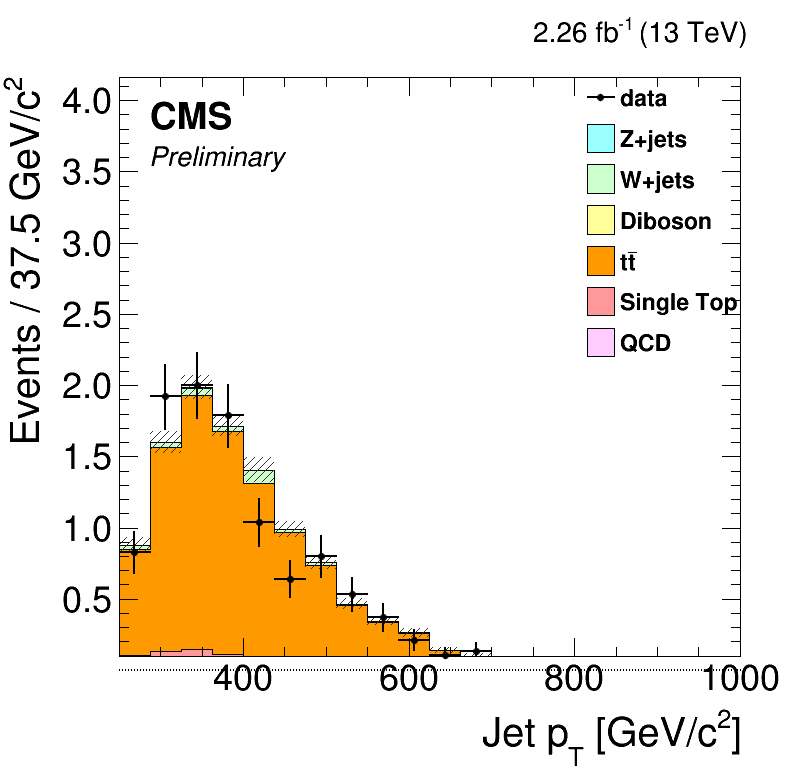 2.26 fb⁻¹ (13 TeV)
CMS
Preliminary
data
Z+jets
W+jets
Diboson
tt̄
Single Top
QCD
Events / 37.5 GeV/c²
4.0
3.5
3.0
2.5
2.0
1.5
1.0
0.5
400 600 800 1000
Jet p_T [GeV/c²]